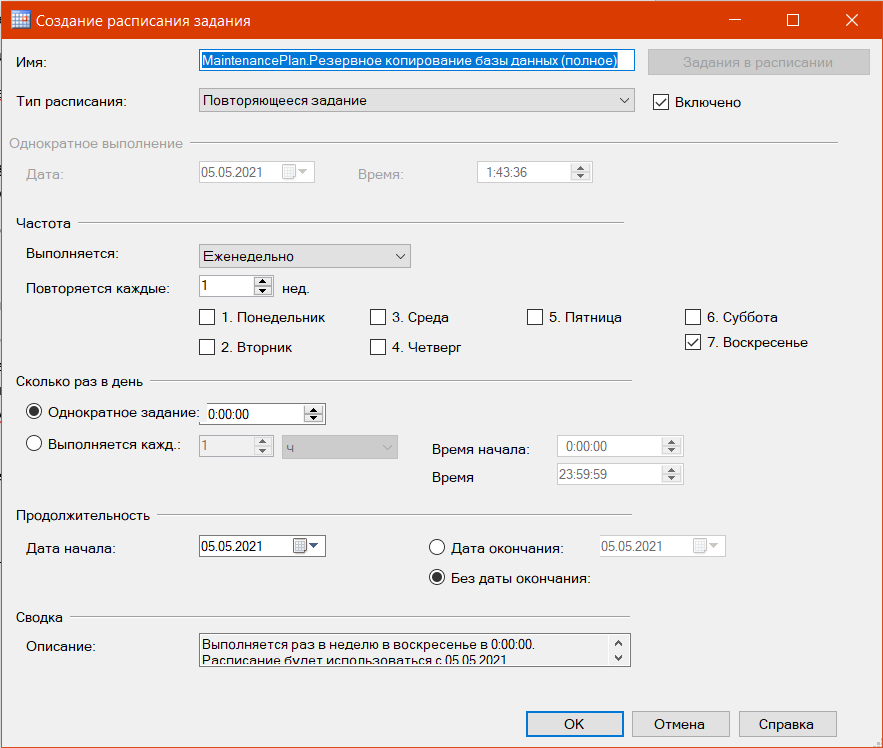 Создание расписания задания
Имя: MaintenancePlan.Резервное копирование базы данных (полное) Задания в расписании
Тип расписания: Повторяющееся задание Включено
Однократное выполнение
Дата: 05.05.2021 Время: 1:43:36
Частота
Выполняется: Еженедельно
Повторяется каждые: 1 нед.
1. Понедельник 3. Среда 5. Пятница 6. Суббота
2. Вторник 4. Четверг 7. Воскресенье
Сколько раз в день
Однократное задание: 0:00:00
Выполняется кажд.: 1 ч Время начала: 0:00:00
Время 23:59:59
Продолжительность
Дата начала: 05.05.2021 Дата окончания: 05.05.2021
Без даты окончания:
Сводка
Описание: Выполняется раз в неделю в воскресенье в 0:00:00.
Расписание будет использоваться с 05.05.2021
OK Отмена Справка